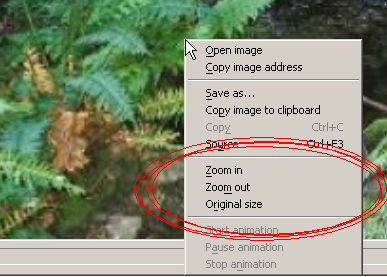 Open image
Copy image address
Save as...
Copy image to clipboard
Copy Ctrl+C
Source... Ctrl+F3
Zoom in
Zoom out
Original size
Start animation
Pause animation
Stop animation